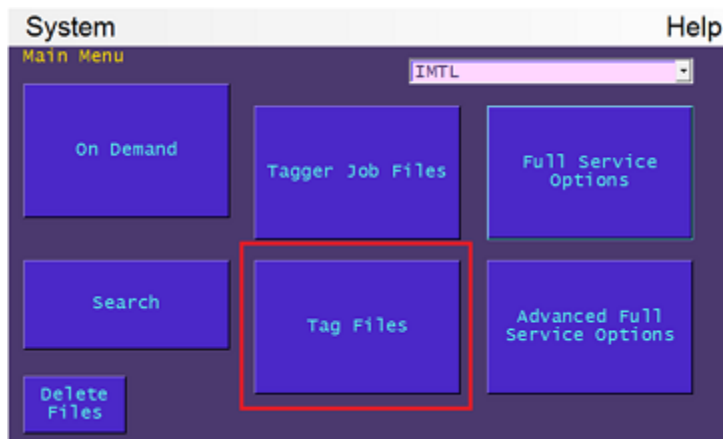 System Help
Main Menu
IMTL
On Demand
Tagger Job Files
Full Service
Options
Search
Tag Files
Advanced Full
Service Options
Delete
Files